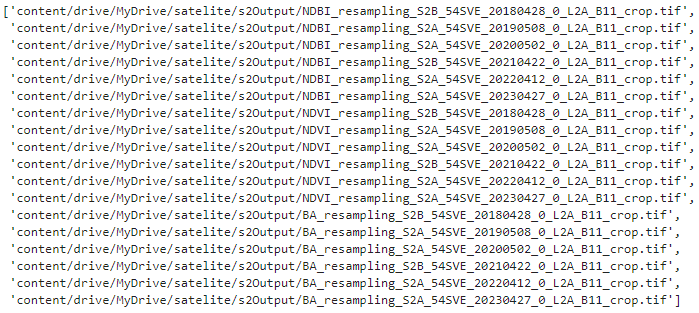 ['content/drive/MyDrive/satelite/s2Output/NDBI_resampling_S2B_54SVE_20180428_0_L2A_B11_crop.tif',
'content/drive/MyDrive/satelite/s2Output/NDBI_resampling_S2A_54SVE_20190508_0_L2A_B11_crop.tif',
'content/drive/MyDrive/satelite/s2Output/NDBI_resampling_S2A_54SVE_20200502_0_L2A_B11_crop.tif',
'content/drive/MyDrive/satelite/s2Output/NDBI_resampling_S2B_54SVE_20210422_0_L2A_B11_crop.tif',
'content/drive/MyDrive/satelite/s2Output/NDBI_resampling_S2A_54SVE_20220412_0_L2A_B11_crop.tif',
'content/drive/MyDrive/satelite/s2Output/NDBI_resampling_S2A_54SVE_20230427_0_L2A_B11_crop.tif',
'content/drive/MyDrive/satelite/s2Output/NDVI_resampling_S2B_54SVE_20180428_0_L2A_B11_crop.tif',
'content/drive/MyDrive/satelite/s2Output/NDVI_resampling_S2A_54SVE_20190508_0_L2A_B11_crop.tif',
'content/drive/MyDrive/satelite/s2Output/NDVI_resampling_S2A_54SVE_20200502_0_L2A_B11_crop.tif',
'content/drive/MyDrive/satelite/s2Output/NDVI_resampling_S2B_54SVE_20210422_0_L2A_B11_crop.tif',
'content/drive/MyDrive/satelite/s2Output/NDVI_resampling_S2A_54SVE_20220412_0_L2A_B11_crop.tif',
'content/drive/MyDrive/satelite/s2Output/NDVI_resampling_S2A_54SVE_20230427_0_L2A_B11_crop.tif',
'content/drive/MyDrive/satelite/s2Output/BA_resampling_S2B_54SVE_20180428_0_L2A_B11_crop.tif',
'content/drive/MyDrive/satelite/s2Output/BA_resampling_S2A_54SVE_20190508_0_L2A_B11_crop.tif',
'content/drive/MyDrive/satelite/s2Output/BA_resampling_S2A_54SVE_20200502_0_L2A_B11_crop.tif',
'content/drive/MyDrive/satelite/s2Output/BA_resampling_S2B_54SVE_20210422_0_L2A_B11_crop.tif',
'content/drive/MyDrive/satelite/s2Output/BA_resampling_S2A_54SVE_20220412_0_L2A_B11_crop.tif',
'content/drive/MyDrive/satelite/s2Output/BA_resampling_S2A_54SVE_20230427_0_L2A_B11_crop.tif']